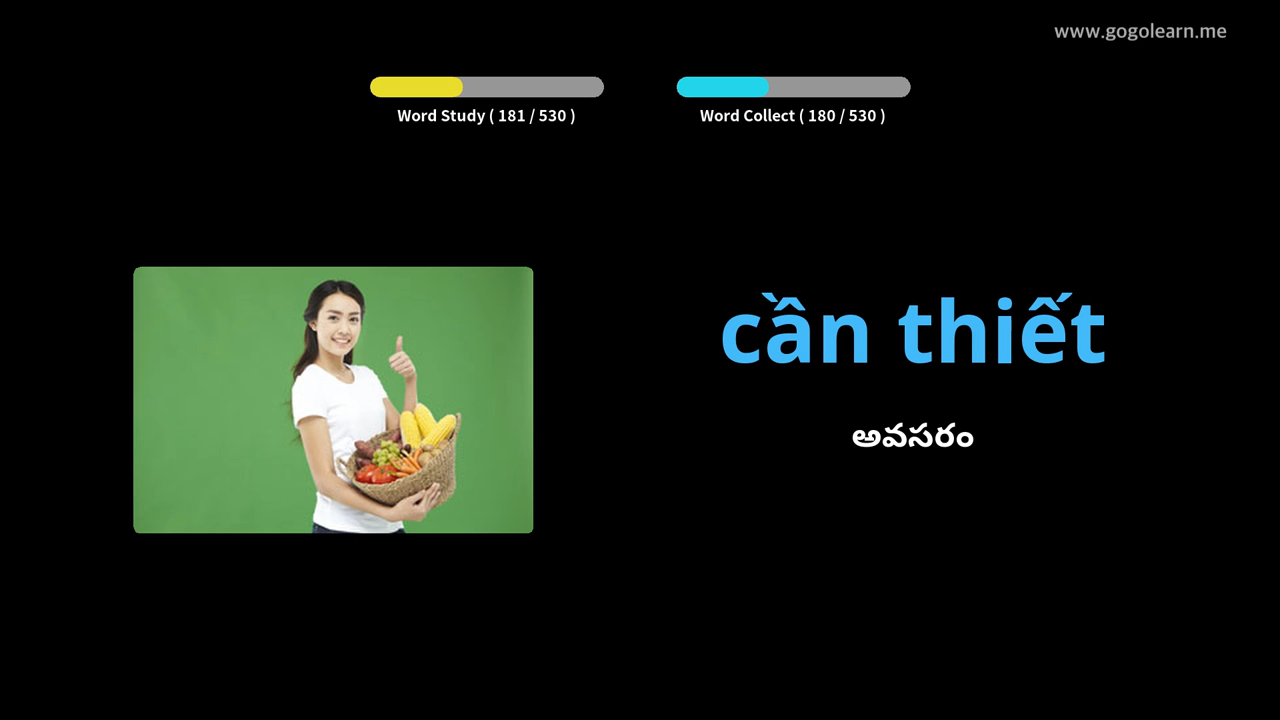 www.gogolearn.me
Word Study ( 181 / 530 )
Word Collect ( 180 / 530 )
cần thiết
అవసరం